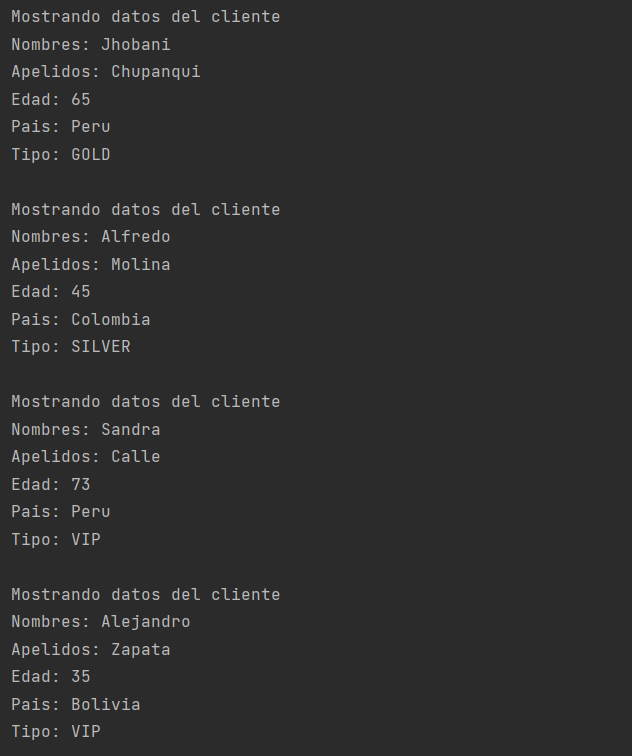 Mostrando datos del cliente
Nombres: Jhobani
Apelidos: Chupanqui
Edad: 65
Pais: Peru
Tipo: GOLD

Mostrando datos del cliente
Nombres: Alfredo
Apelidos: Molina
Edad: 45
Pais: Colombia
Tipo: SILVER

Mostrando datos del cliente
Nombres: Sandra
Apelidos: Calle
Edad: 73
Pais: Peru
Tipo: VIP

Mostrando datos del cliente
Nombres: Alejandro
Apelidos: Zapata
Edad: 35
Pais: Bolivia
Tipo: VIP